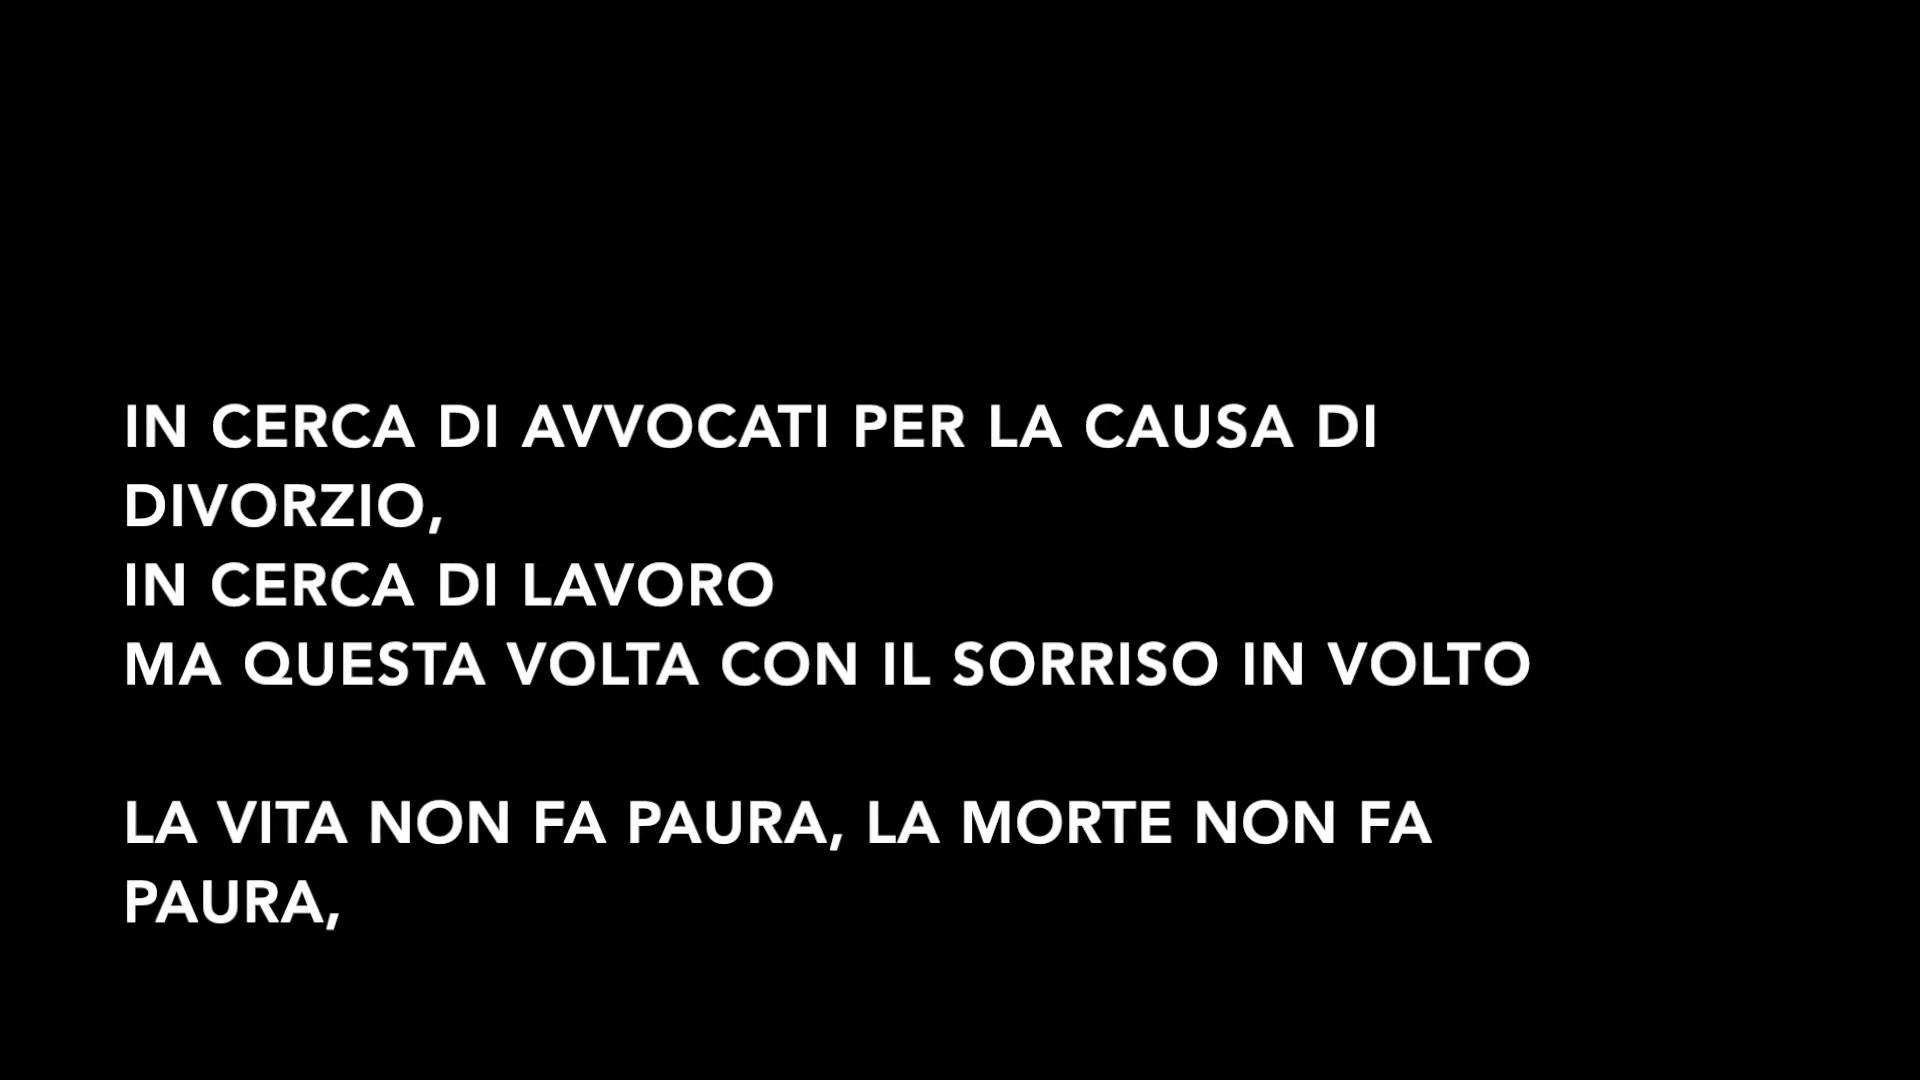 IN CERCA DI AVVOCATI PER LA CAUSA DI
DIVORZIO,
IN CERCA DI LAVORO
MA QUESTA VOLTA CON IL SORRISO IN VOLTO
LA VITA NON FA PAURA, LA MORTE NON FA
PAURA,